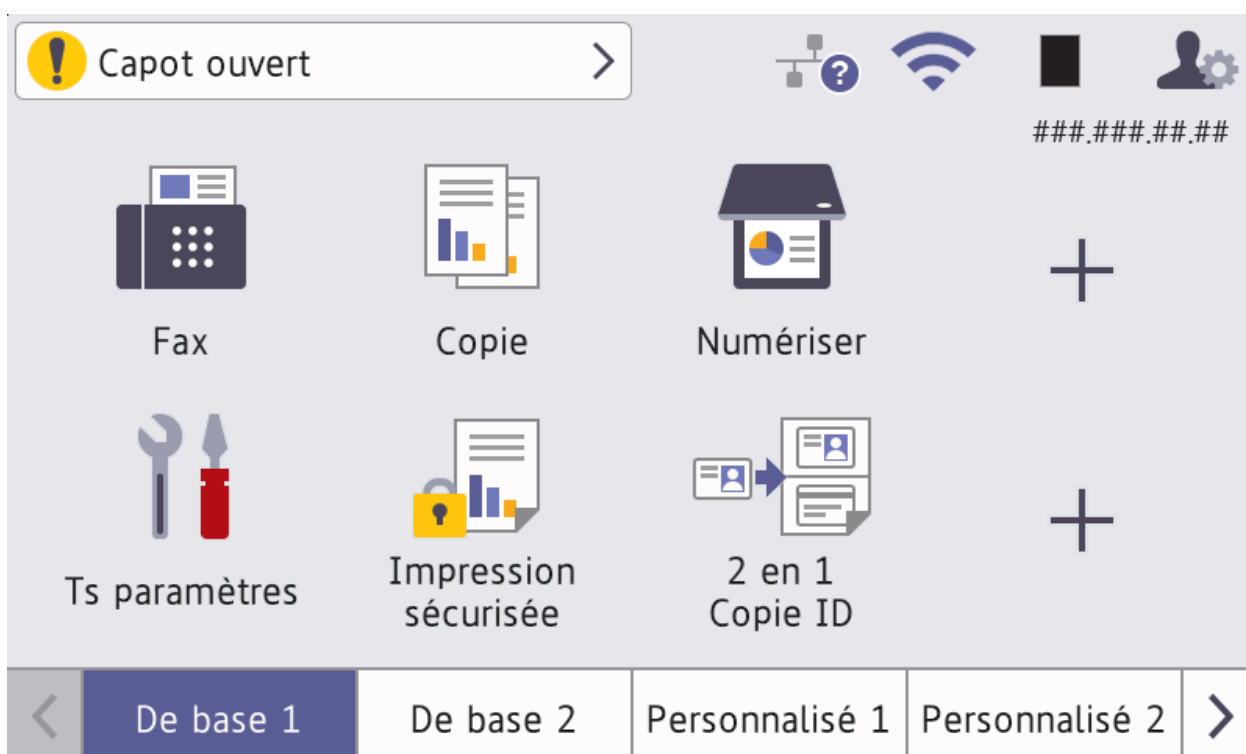 Capot ouvert
?
###.###.##.##
Fax
Copie
Numériser
Ts paramètres
Impression
sécurisée
2 en 1
Copie ID
De base 1
De base 2
Personnalisé 1
Personnalisé 2